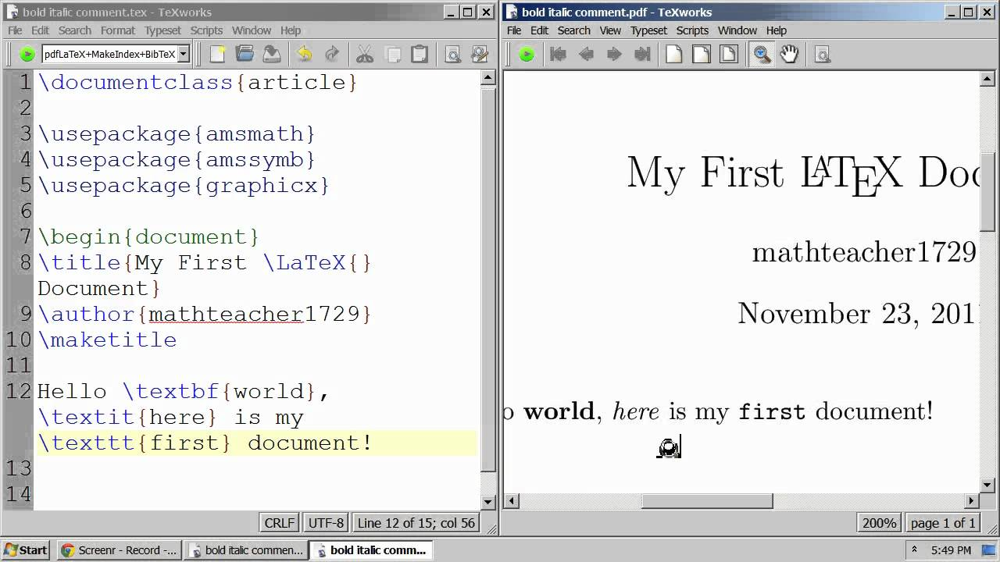 bold italic comment.tex - TeXworks
File Edit Search Format Typeset Scripts Window Help
pdfLaTeX+MakeIndex+BibTeX
1 \documentclass{article}
2
3 \usepackage{amsmath}
4 \usepackage{amssymb}
5 \usepackage{graphicx}
6
7 \begin{document}
8 \title{My First \LaTeX{}
Document}
9 \author{mathteacher1729}
10 \maketitle
11
12 Hello \textbf{world},
\textit{here} is my
\texttt{first} document!
13
14
CRLF UTF-8 Line 12 of 15; col 56
bold italic comment.pdf - TeXworks
File Edit Search View Typeset Scripts Window Help
My First LATEX Doc
mathteacher1729
November 23, 201
o world, here is my first document!
200% page 1 of 1
Start Screenr - Record -... bold italic commen... bold italic comm... 5:49 PM